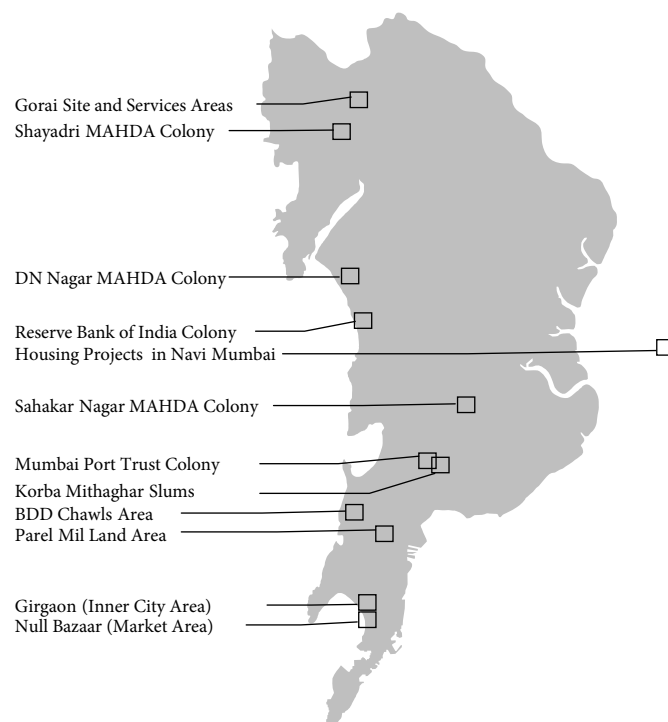 Gorai Site and Services Areas
Shayadri MAHDA Colony
DN Nagar MAHDA Colony
Reserve Bank of India Colony
Housing Projects in Navi Mumbai
Sahakar Nagar MAHDA Colony
Mumbai Port Trust Colony
Korba Mithaghar Slums
BDD Chawls Area
Parel Mil Land Area
Girgaon (Inner City Area)
Null Bazaar (Market Area)